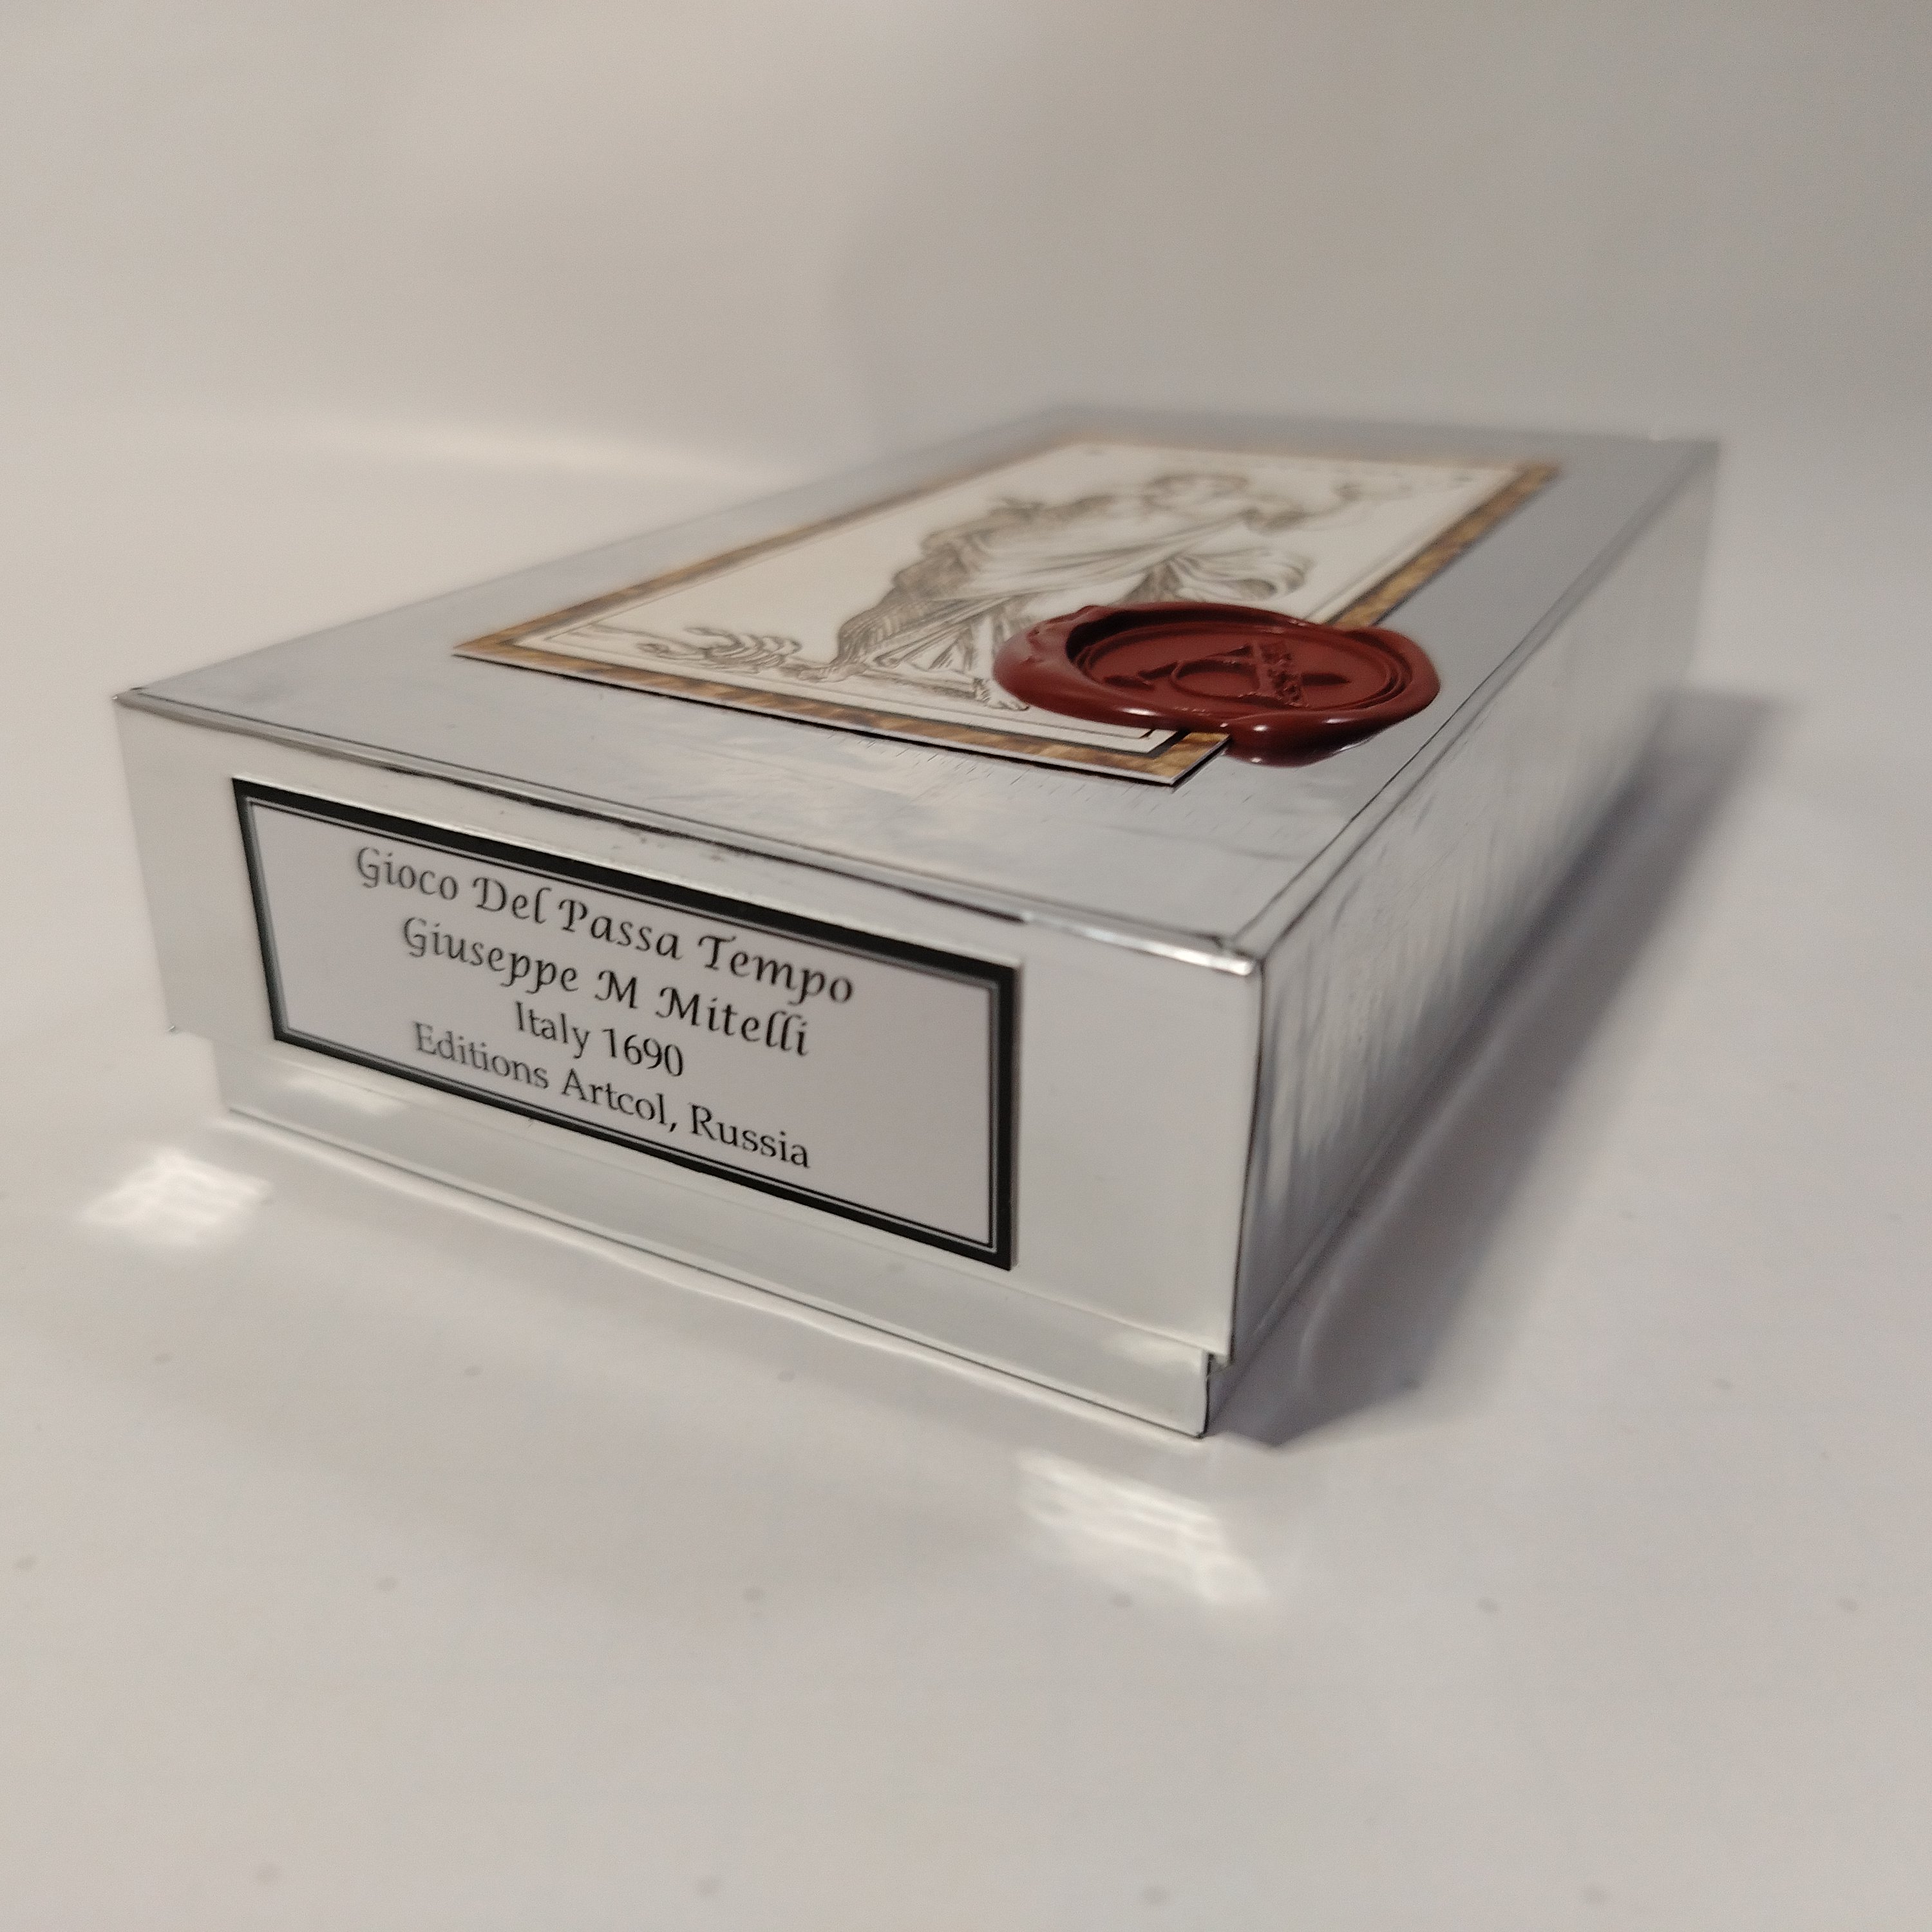 Gioco Del Passa Tempo
Giuseppe M Mitelli
Italy 1690
Editions Artcol, Russia